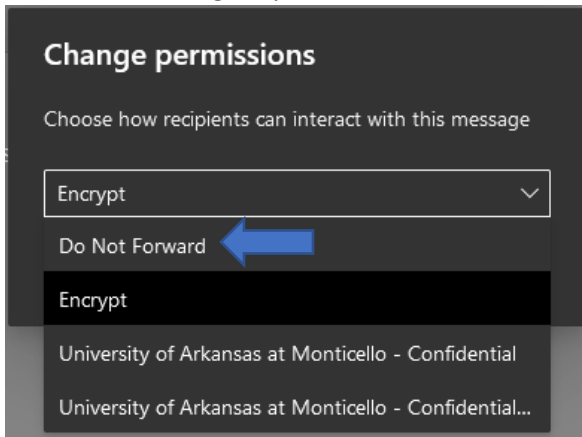 Change permissions
Choose how recipients can interact with this message
Encrypt
Do Not Forward
Encrypt
University of Arkansas at Monticello - Confidential
University of Arkansas at Monticello - Confidential...